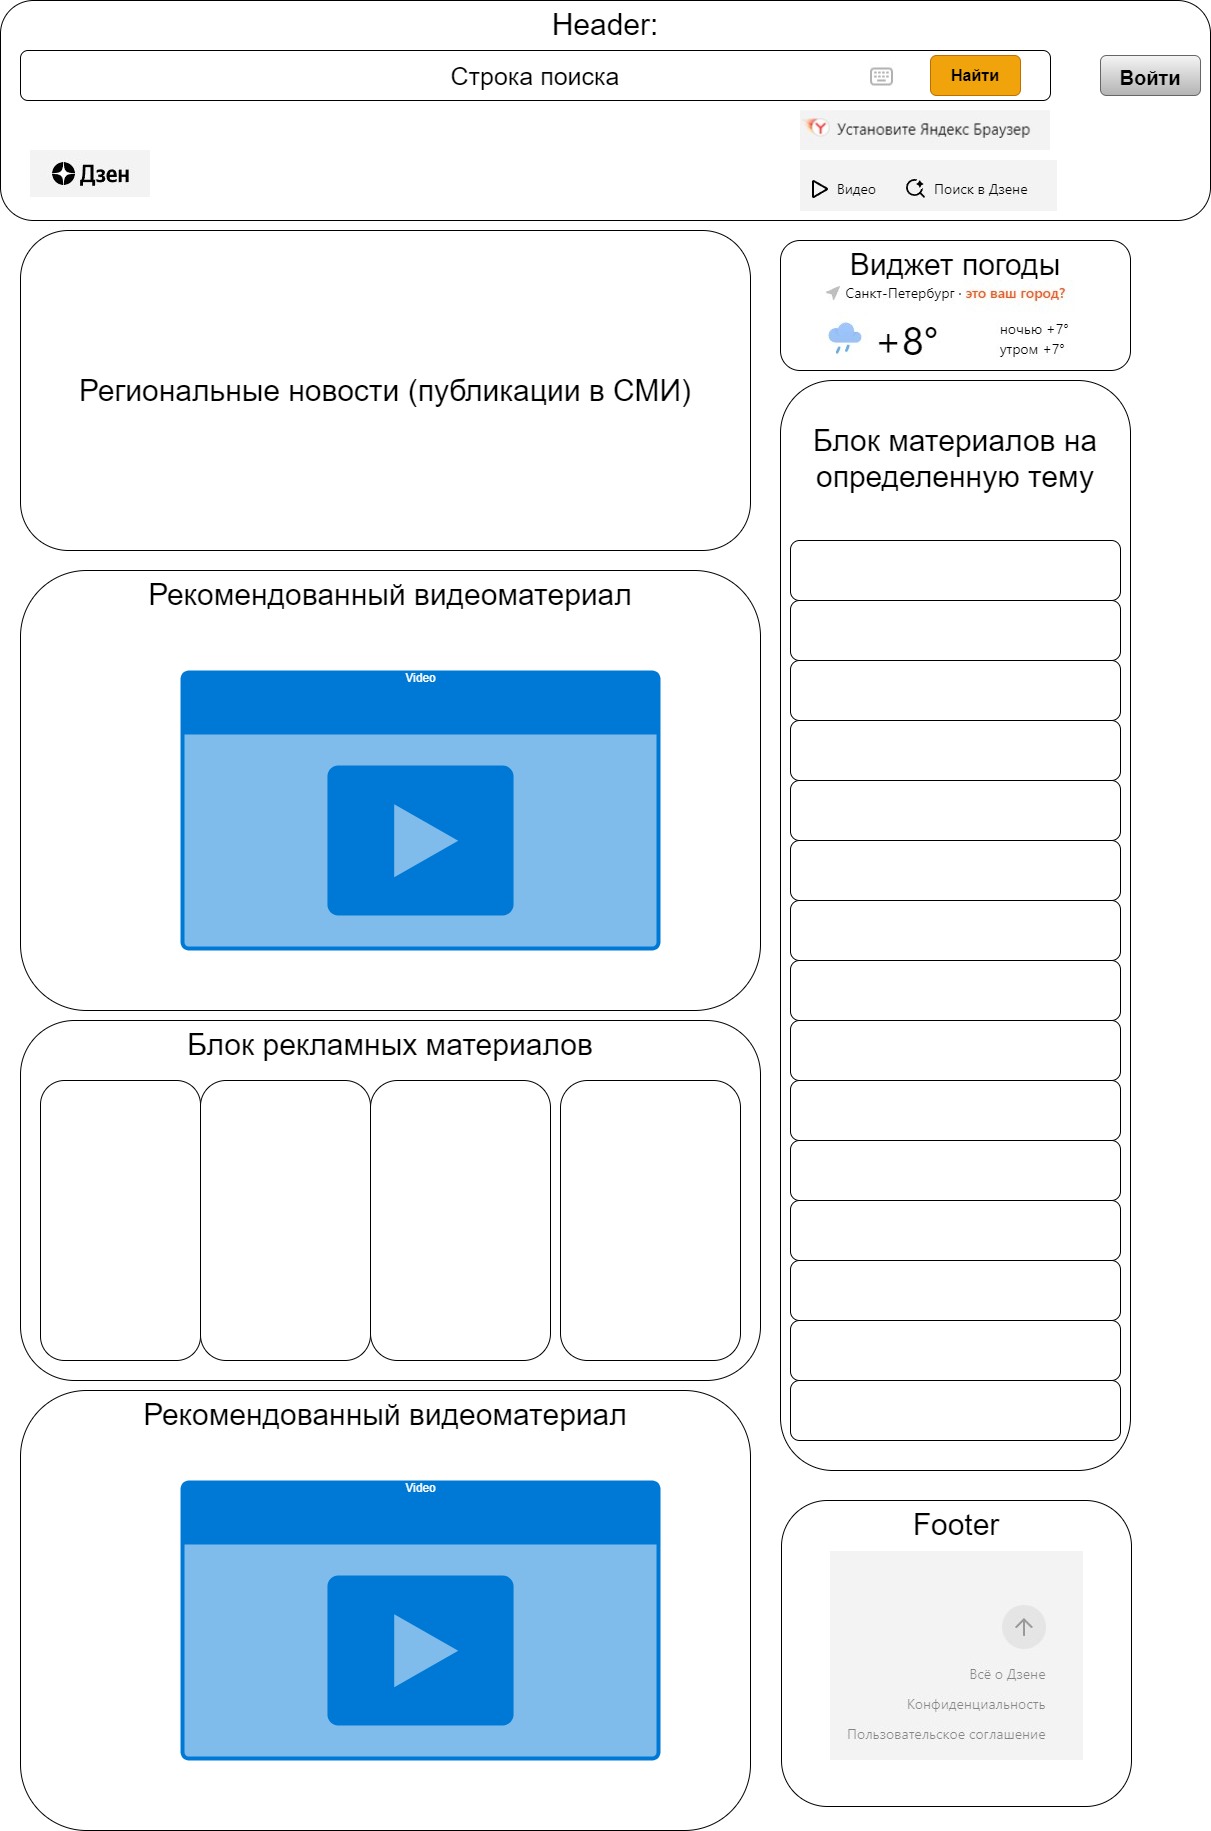 Header:
Строка поиска
Найти
Войти
Установите Яндекс Браузер
Дзен
Видео
Поиск в Дзене
Региональные новости (публикации в СМИ)
Виджет погоды
Санкт-Петербург · это ваш город?
+8°
ночью +7°
утром +7°
Блок материалов на
определенную тему
Рекомендованный видеоматериал
Video
Блок рекламных материалов
Рекомендованный видеоматериал
Video
Footer
Всё о Дзене
Конфиденциальность
Пользовательское соглашение